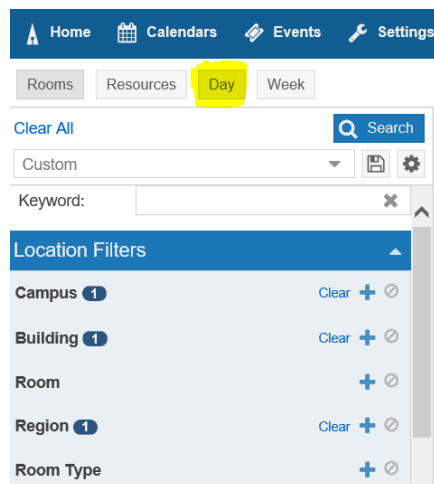 Home Calendars Events Settings
Rooms Resources Day Week
Clear All Search
Custom
Keyword:
Location Filters
Campus 1 Clear
Building 1 Clear
Room
Region 1 Clear
Room Type